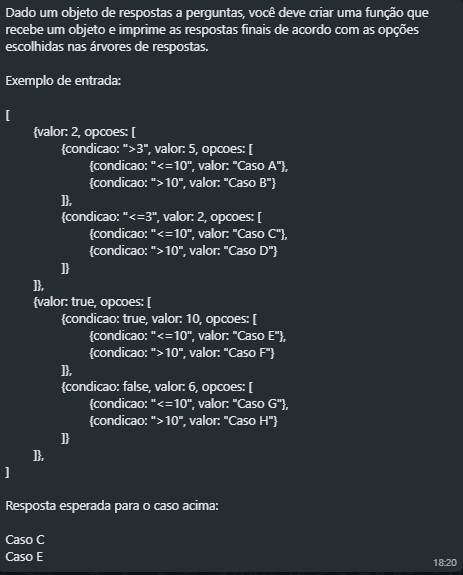 Dado um objeto de respostas a perguntas, você deve criar uma função que
recebe um objeto e imprime as respostas finais de acordo com as opções
escolhidas nas árvores de respostas.

Exemplo de entrada:

[
	{valor: 2, opcoes: [
		{condicao: ">3", valor: 5, opcoes: [
			{condicao: "<=10", valor: "Caso A"},
			{condicao: ">10", valor: "Caso B"}
		]},
		{condicao: "<=3", valor: 2, opcoes: [
			{condicao: "<=10", valor: "Caso C"},
			{condicao: ">10", valor: "Caso D"}
		]}
	]},
	{valor: true, opcoes: [
		{condicao: true, valor: 10, opcoes: [
			{condicao: "<=10", valor: "Caso E"},
			{condicao: ">10", valor: "Caso F"}
		]},
		{condicao: false, valor: 6, opcoes: [
			{condicao: "<=10", valor: "Caso G"},
			{condicao: ">10", valor: "Caso H"}
		]}
	]},
]

Resposta esperada para o caso acima:

Caso C
Caso E
18:20